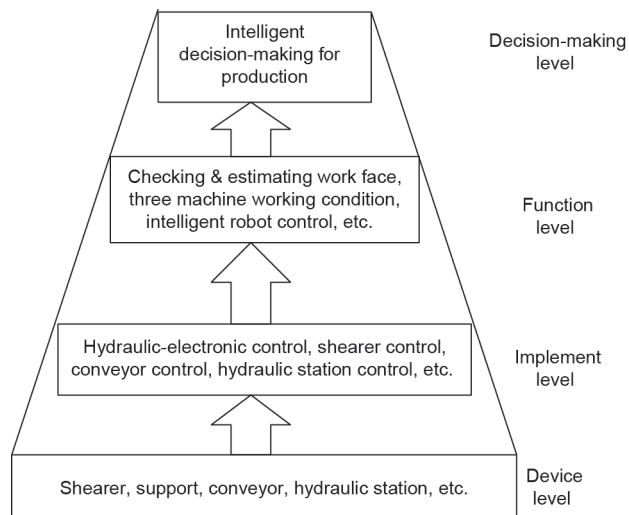 Intelligent
decision-making for
production
Decision-making
level
Checking & estimating work face,
three machine working condition,
intelligent robot control, etc.
Function
level
Hydraulic-electronic control, shearer control,
conveyor control, hydraulic station control, etc.
Implement
level
Shearer, support, conveyor, hydraulic station, etc.
Device
level